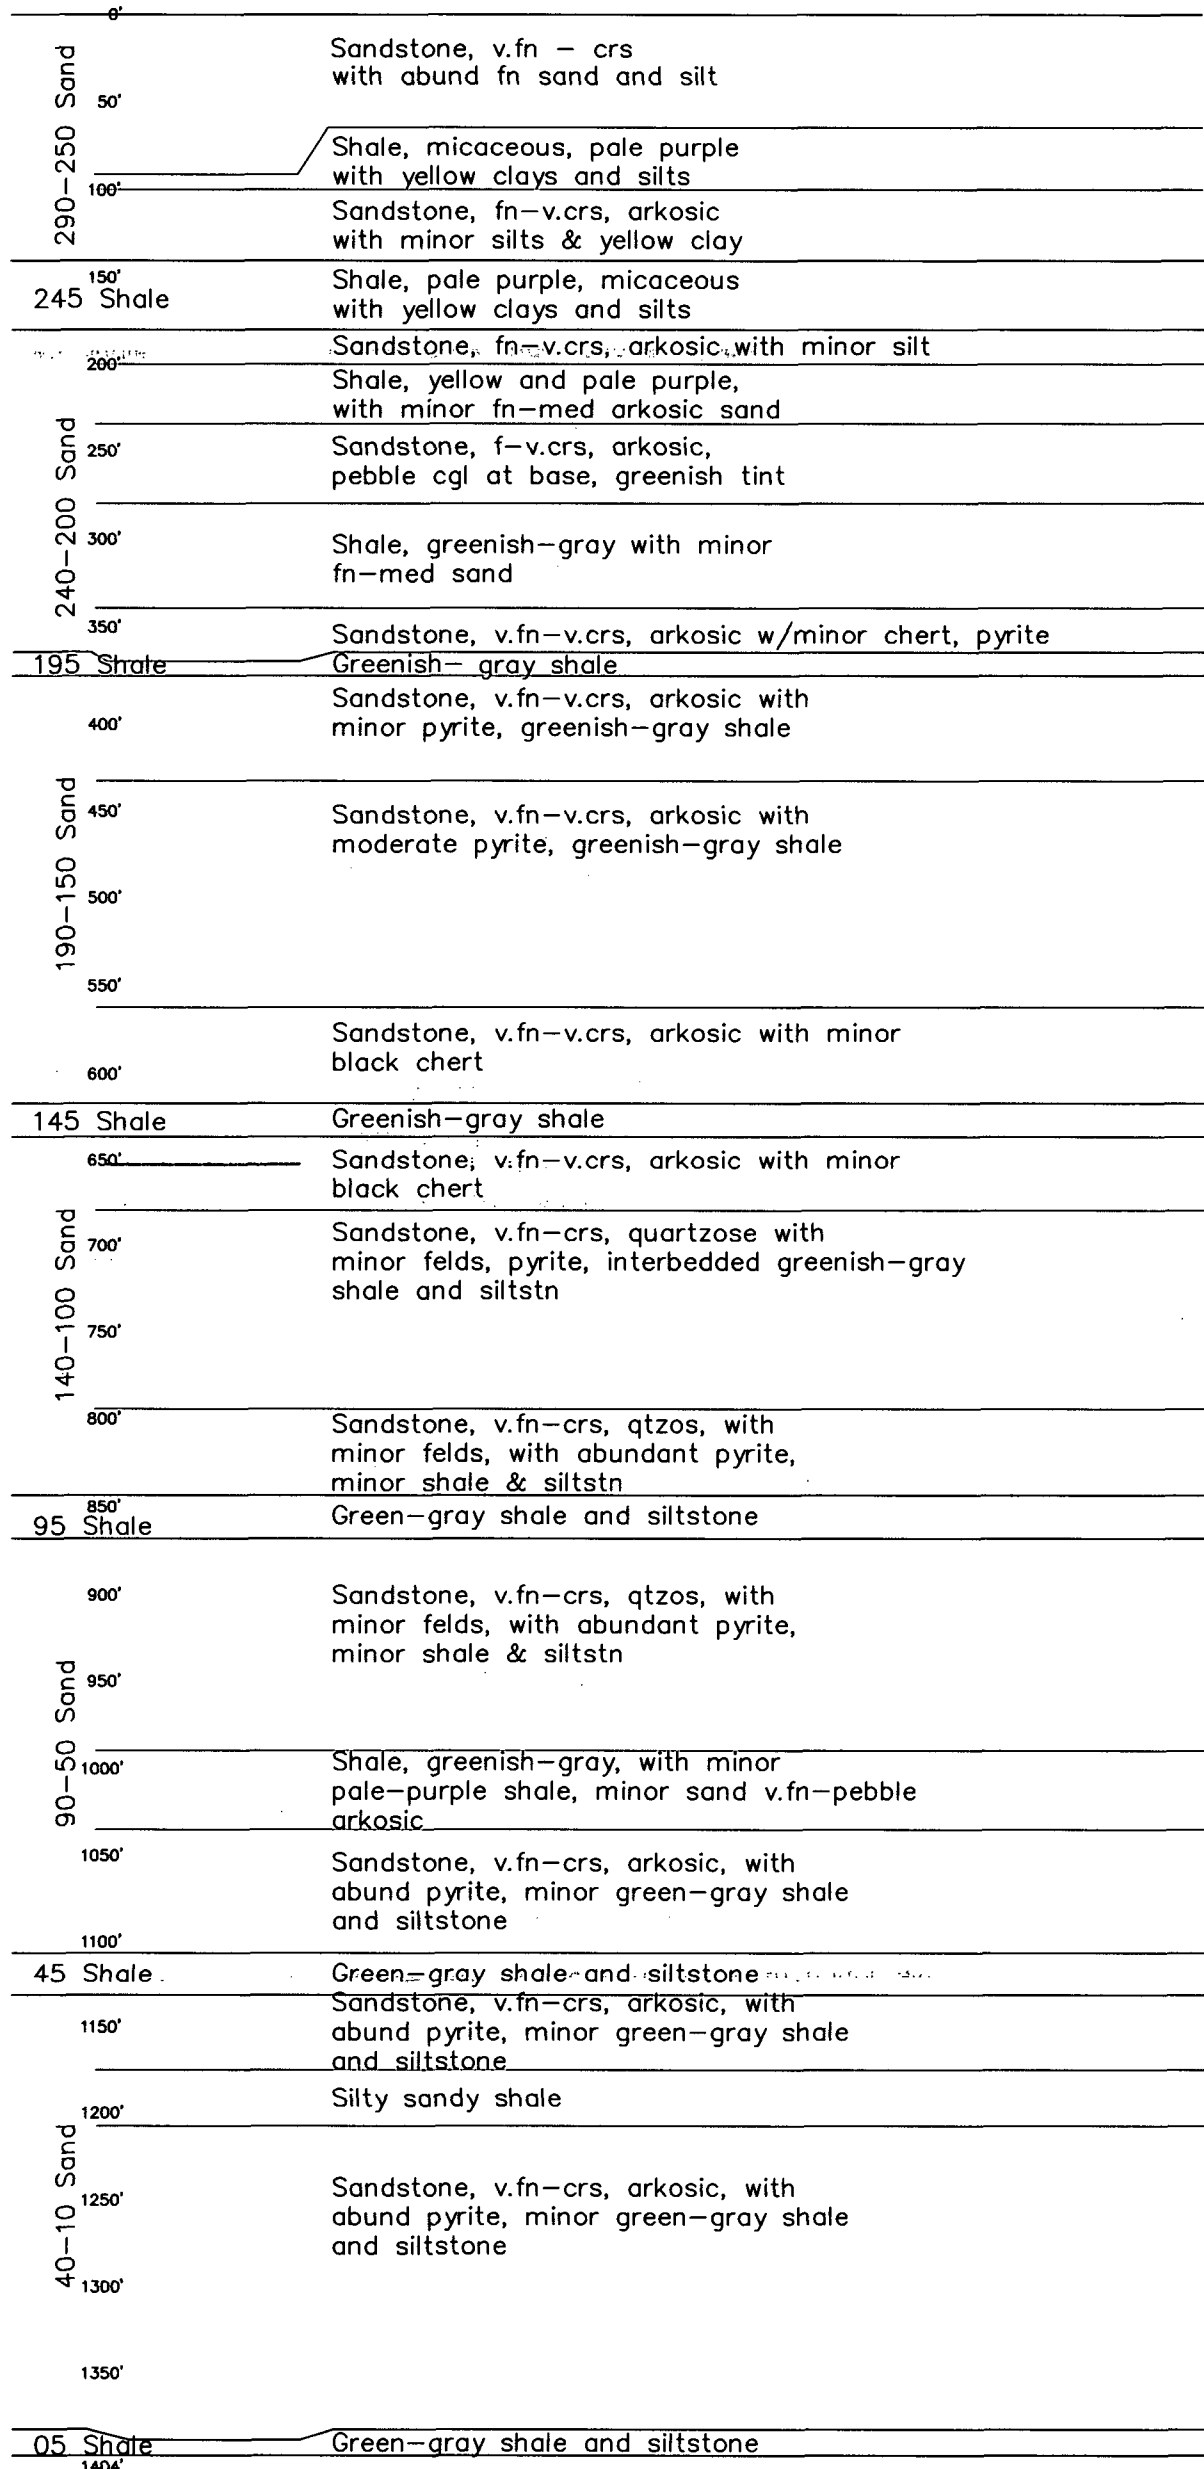 0'
290-250 Sand
Sandstone, v.fn - crs
with abund fn sand and silt
50'
Shale, micaceous, pale purple
with yellow clays and silts
100'
Sandstone, fn-v.crs, arkosic
with minor silts & yellow clay
150'
245 Shale
Shale, pale purple, micaceous
with yellow clays and silts
Sandstone, fn-v.crs, arkosic with minor silt
200'
Shale, yellow and pale purple,
with minor fn-med arkosic sand
240-200 Sand
250'
Sandstone, f-v.crs, arkosic,
pebble cgl at base, greenish tint
300'
Shale, greenish-gray with minor
fn-med sand
350'
Sandstone, v.fn-v.crs, arkosic w/minor chert, pyrite
195 Shale
Greenish- gray shale
Sandstone, v.fn-v.crs, arkosic with
minor pyrite, greenish-gray shale
400'
190-150 Sand
450'
Sandstone, v.fn-v.crs, arkosic with
moderate pyrite, greenish-gray shale
500'
550'
Sandstone, v.fn-v.crs, arkosic with minor
black chert
600'
145 Shale
Greenish-gray shale
650'
Sandstone, v.fn-v.crs, arkosic with minor
black chert
140-100 Sand
700'
Sandstone, v.fn-crs, quartzose with
minor felds, pyrite, interbedded greenish-gray
shale and siltstn
750'
800'
Sandstone, v.fn-crs, qtzos, with
minor felds, with abundant pyrite,
minor shale & siltstn
850'
95 Shale
Green-gray shale and siltstone
900'
Sandstone, v.fn-crs, qtzos, with
minor felds, with abundant pyrite,
minor shale & siltstn
90-50 Sand
950'
1000'
Shale, greenish-gray, with minor
pale-purple shale, minor sand v.fn-pebble
arkosic
1050'
Sandstone, v.fn-crs, arkosic, with
abund pyrite, minor green-gray shale
and siltstone
1100'
45 Shale
Green-gray shale and siltstone
Sandstone, v.fn-crs, arkosic, with
abund pyrite, minor green-gray shale
and siltstone
1150'
Silty sandy shale
1200'
40-10 Sand
1250'
Sandstone, v.fn-crs, arkosic, with
abund pyrite, minor green-gray shale
and siltstone
1300'
1350'
05 Shale
Green-gray shale and siltstone
1404'